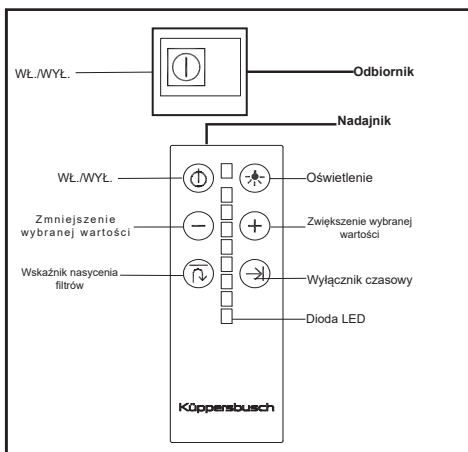 WŁ./WYŁ.
Odbiornik
Nadajnik
WŁ./WYŁ.
Oświetlenie
Zmniejszenie
wybranej wartości
Zwiększenie wybranej
wartości
Wskaźnik nasycenia
filtrów
Wyłącznik czasowy
Dioda LED
Küppersbusch